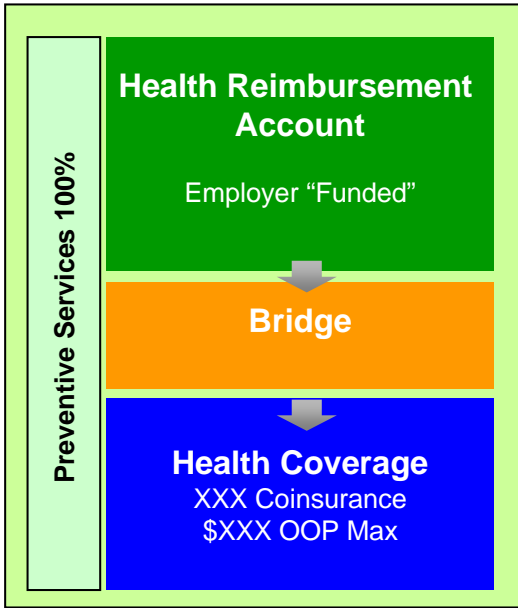 Preventive Services 100%
Health Reimbursement
Account
Employer “Funded”
Bridge
Health Coverage
XXX Coinsurance
$XXX OOP Max